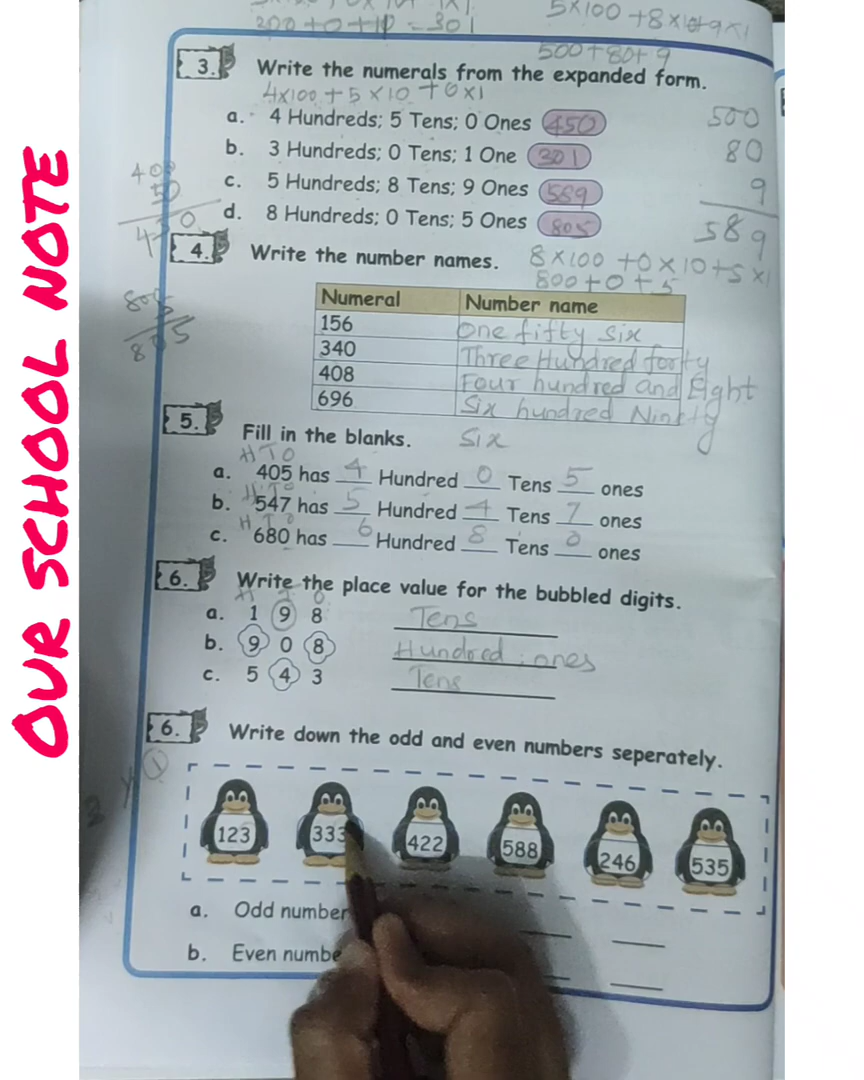 OUR SCHOOL NOTE
200+0+1 = 301
5×100 +8× +9×1
500+80+9
3. Write the numerals from the expanded form.
4×100 + 5 ×10 + 0×1
a. 4 Hundreds; 5 Tens; 0 Ones 450
b. 3 Hundreds; 0 Tens; 1 One 301
c. 5 Hundreds; 8 Tens; 9 Ones 589
d. 8 Hundreds; 0 Tens; 5 Ones 805
500
80
9
589
400
50
450
4. Write the number names.
8 ×100 +0 ×10+5 ×1
800+0+5
805
Numeral Number name
156 One fifty six
340 Three Hundred forty
408 Four hundred and Eight
696 Six hundred Ninety
Six
5. Fill in the blanks.
H T O
a. 405 has 4 Hundred 0 Tens 5 ones
H T O
b. 547 has 5 Hundred 4 Tens 7 ones
H T O
c. 680 has 6 Hundred 8 Tens 0 ones
6. Write the place value for the bubbled digits.
H T O
a. 1 9 8 Tens
b. 9 0 8 Hundred ; ones
c. 5 4 3 Tens
6. Write down the odd and even numbers seperately.
1
123 333 422 588 246 535
a. Odd number
b. Even numbe